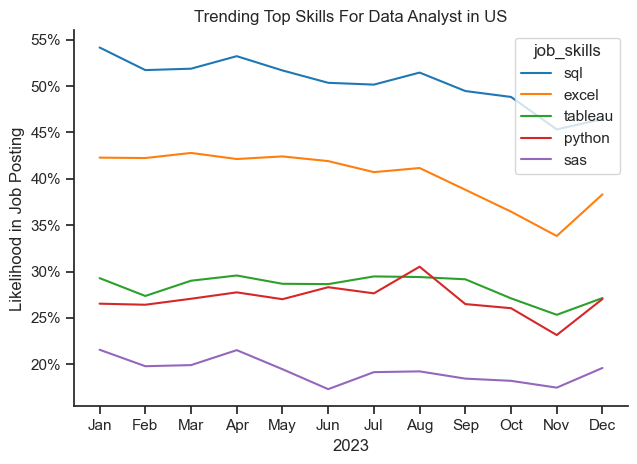 Trending Top Skills For Data Analyst in US
55%
50%
45%
40%
35%
30%
25%
20%
Likelihood in Job Posting
job_skills
sql
excel
tableau
python
sas
Jan Feb Mar Apr May Jun Jul Aug Sep Oct Nov Dec
2023